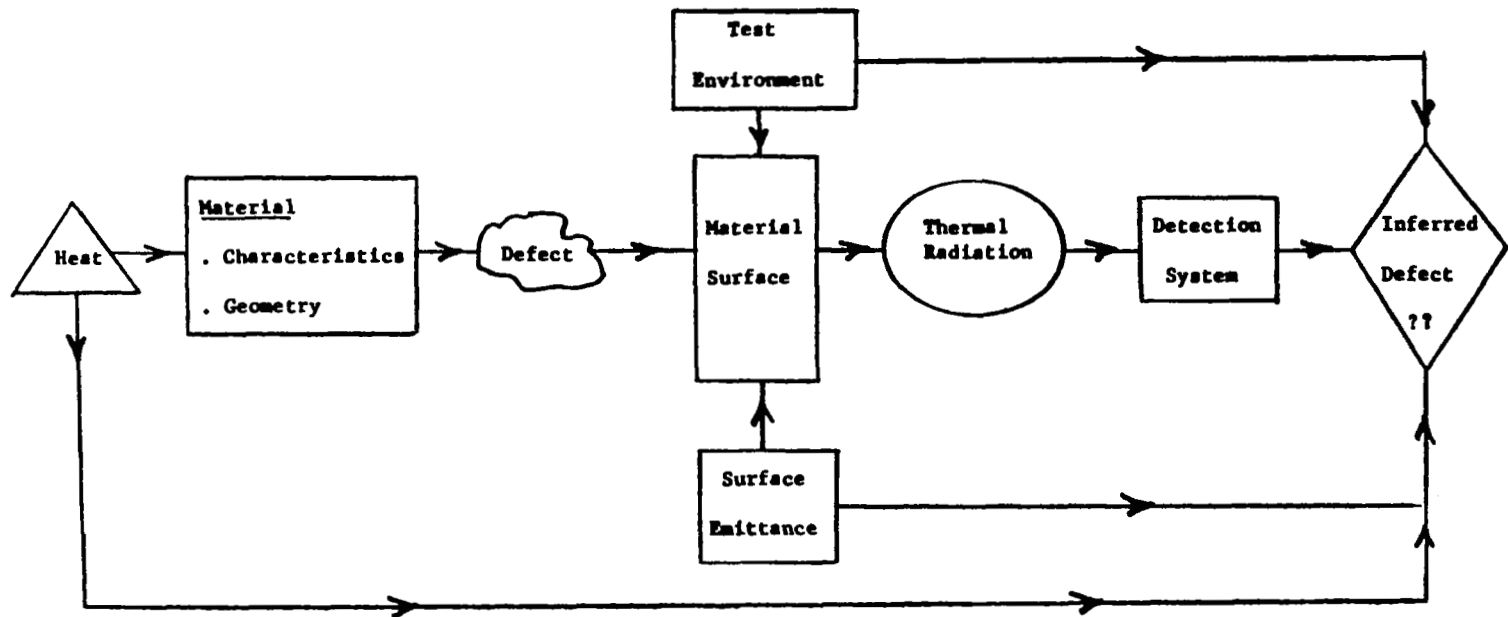 Test
Environment
Heat
Material
. Characteristics
. Geometry
Defect
Material
Surface
Thermal
Radiation
Detection
System
Inferred
Defect
??
Surface
Emittance